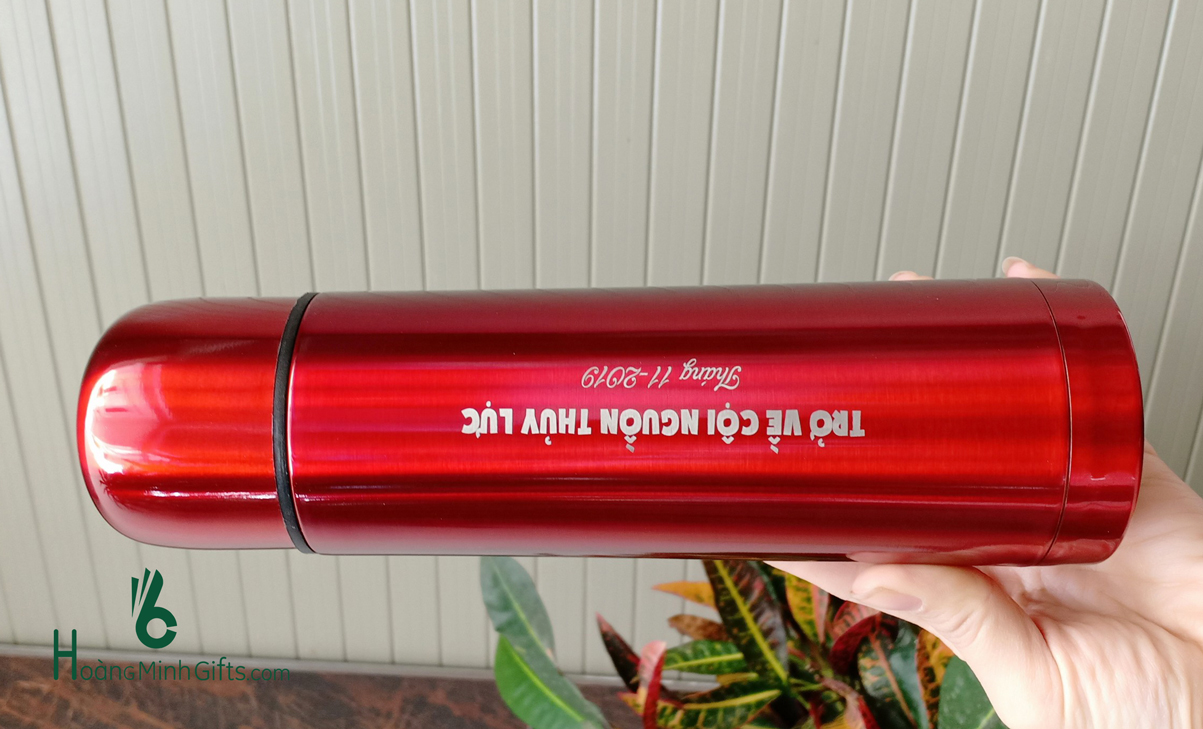 TRỞ VỀ CỘI NGUỒN THỦY LỰC
Tháng 11-2019
HoàngMinhGifts.com